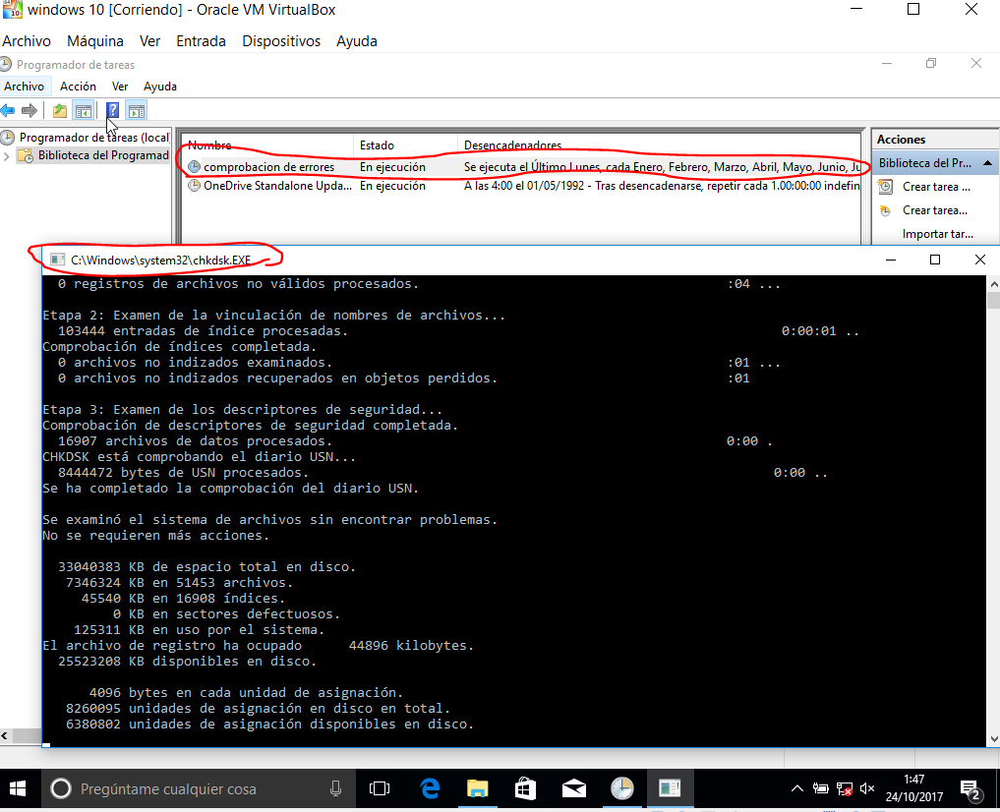 windows 10 [Corriendo] - Oracle VM VirtualBox
Archivo Máquina Ver Entrada Dispositivos Ayuda
Programador de tareas
Archivo Acción Ver Ayuda
Programador de tareas (local
Biblioteca del Programad
Nombre Estado Desencadenadores
comprobacion de errores En ejecución Se ejecuta el Último Lunes, cada Enero, Febrero, Marzo, Abril, Mayo, Junio, Ju
OneDrive Standalone Upda... En ejecución A las 4:00 el 01/05/1992 - Tras desencadenarse, repetir cada 1.00:00:00 indefin
Acciones
Biblioteca del Pr...
Crear tarea ...
Crear tarea...
Importar tar...
C:\Windows\system32\chkdsk.EXE
0 registros de archivos no válidos procesados. :04 ...
Etapa 2: Examen de la vinculación de nombres de archivos...
103444 entradas de índice procesadas. 0:00:01 ..
Comprobación de índices completada.
0 archivos no indizados examinados. :01 ...
0 archivos no indizados recuperados en objetos perdidos. :01
Etapa 3: Examen de los descriptores de seguridad...
Comprobación de descriptores de seguridad completada.
16907 archivos de datos procesados. 0:00 .
CHKDSK está comprobando el diario USN...
8444472 bytes de USN procesados. 0:00 ..
Se ha completado la comprobación del diario USN.
Se examinó el sistema de archivos sin encontrar problemas.
No se requieren más acciones.
33040383 KB de espacio total en disco.
7346324 KB en 51453 archivos.
45540 KB en 16908 índices.
0 KB en sectores defectuosos.
125311 KB en uso por el sistema.
El archivo de registro ha ocupado 44896 kilobytes.
25523208 KB disponibles en disco.
4096 bytes en cada unidad de asignación.
8260095 unidades de asignación en disco en total.
6380802 unidades de asignación disponibles en disco.
Pregúntame cualquier cosa
1:47
24/10/2017
2